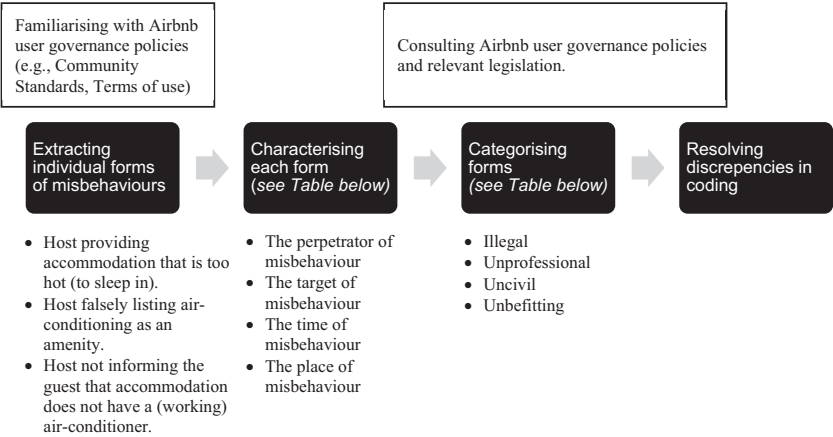 Familiarising with Airbnb
user governance policies
(e.g., Community
Standards, Terms of use)
Consulting Airbnb user governance policies
and relevant legislation.
Extracting
individual forms
of misbehaviours
Characterising
each form
(see Table below)
Categorising
forms
(see Table below)
Resolving
discrepencies in
coding
• Host providing
accommodation that is too
hot (to sleep in).
• Host falsely listing air-
conditioning as an
amenity.
• Host not informing the
guest that accommodation
does not have a (working)
air-conditioner.
• The perpetrator of
misbehaviour
• The target of
misbehaviour
• The time of
misbehaviour
• The place of
misbehaviour
• Illegal
• Unprofessional
• Uncivil
• Unbefitting